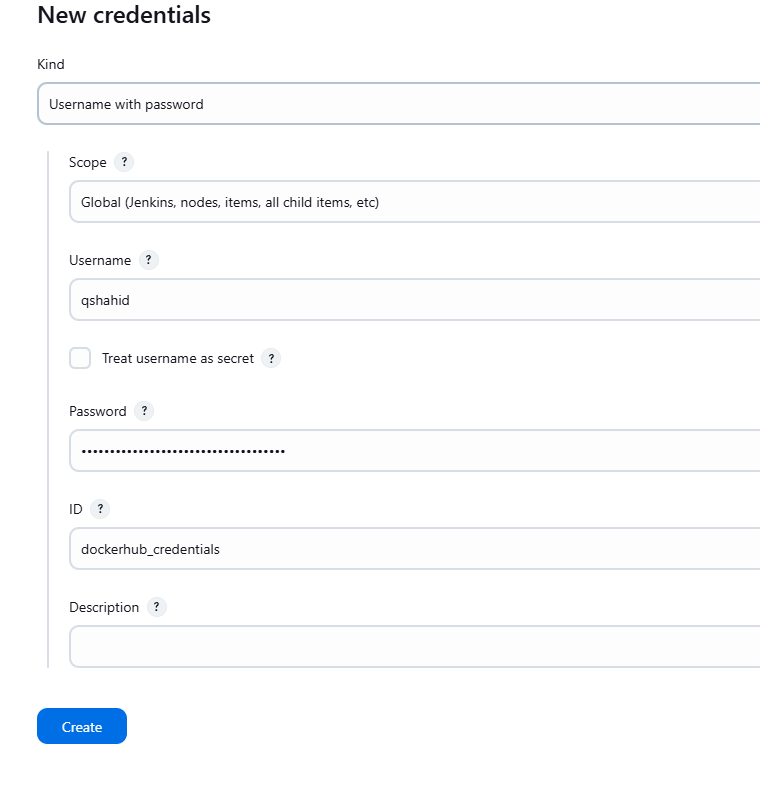 New credentials
Kind
Username with password
Scope ?
Global (Jenkins, nodes, items, all child items, etc)
Username ?
qshahid
Treat username as secret ?
Password ?
••••••••••••••••••••••••••••••••••••
ID ?
dockerhub_credentials
Description ?
Create